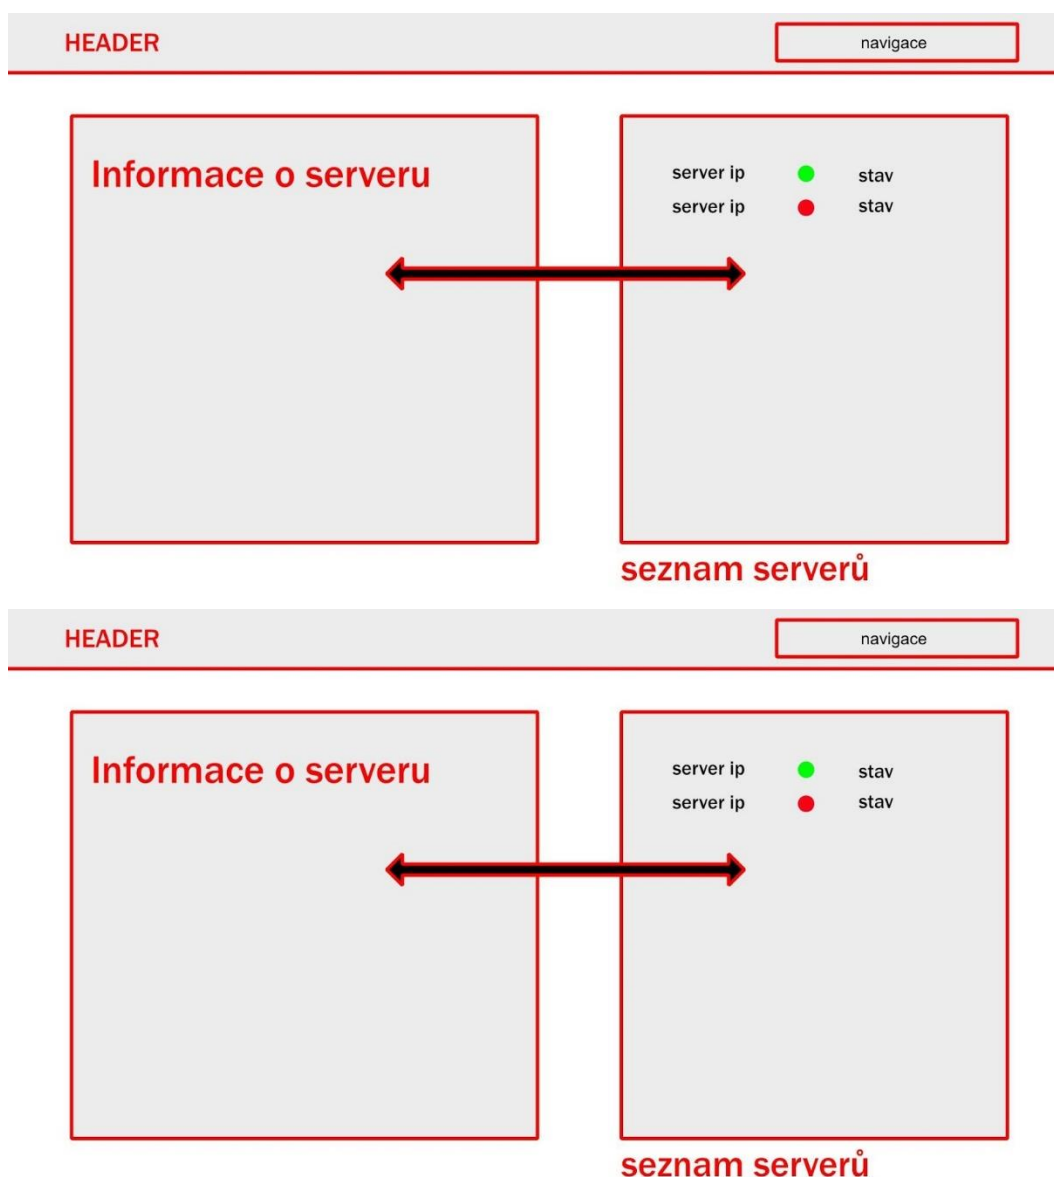 HEADER navigace
Informace o serveru
server ip stav
server ip stav
seznam serverů
HEADER navigace
Informace o serveru
server ip stav
server ip stav
seznam serverů